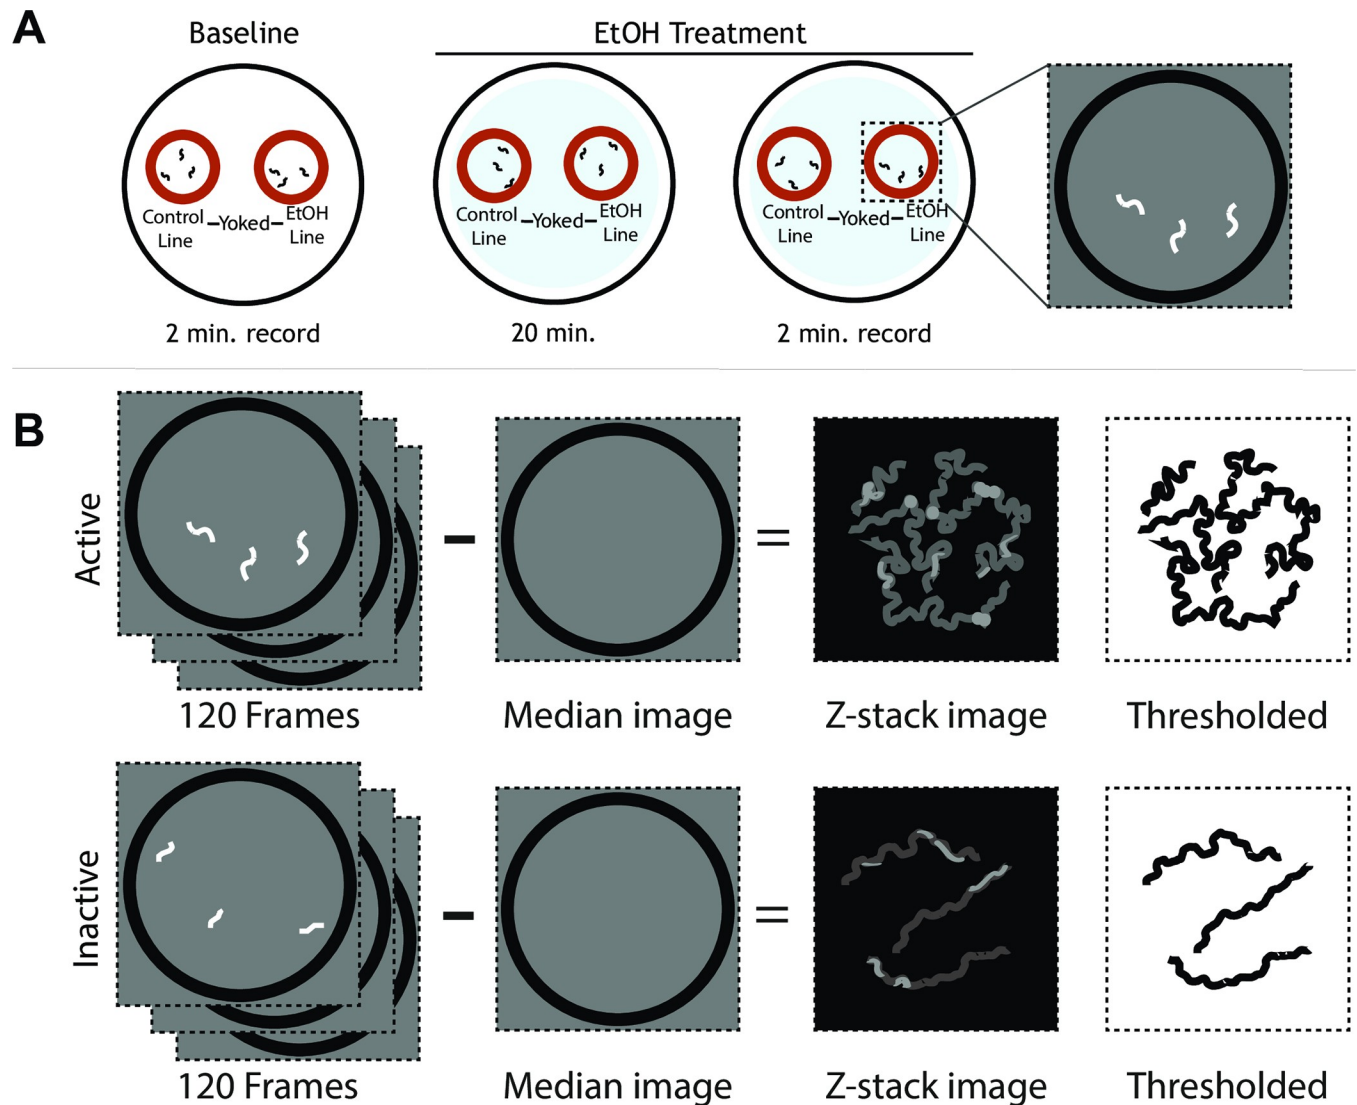 A
Baseline
EtOH Treatment
Control
Line
Yoked
EtOH
Line
Control
Line
Yoked
EtOH
Line
Control
Line
Yoked
EtOH
Line
2 min. record
20 min.
2 min. record
B
Active
120 Frames
Median image
Z-stack image
Thresholded
Inactive
120 Frames
Median image
Z-stack image
Thresholded